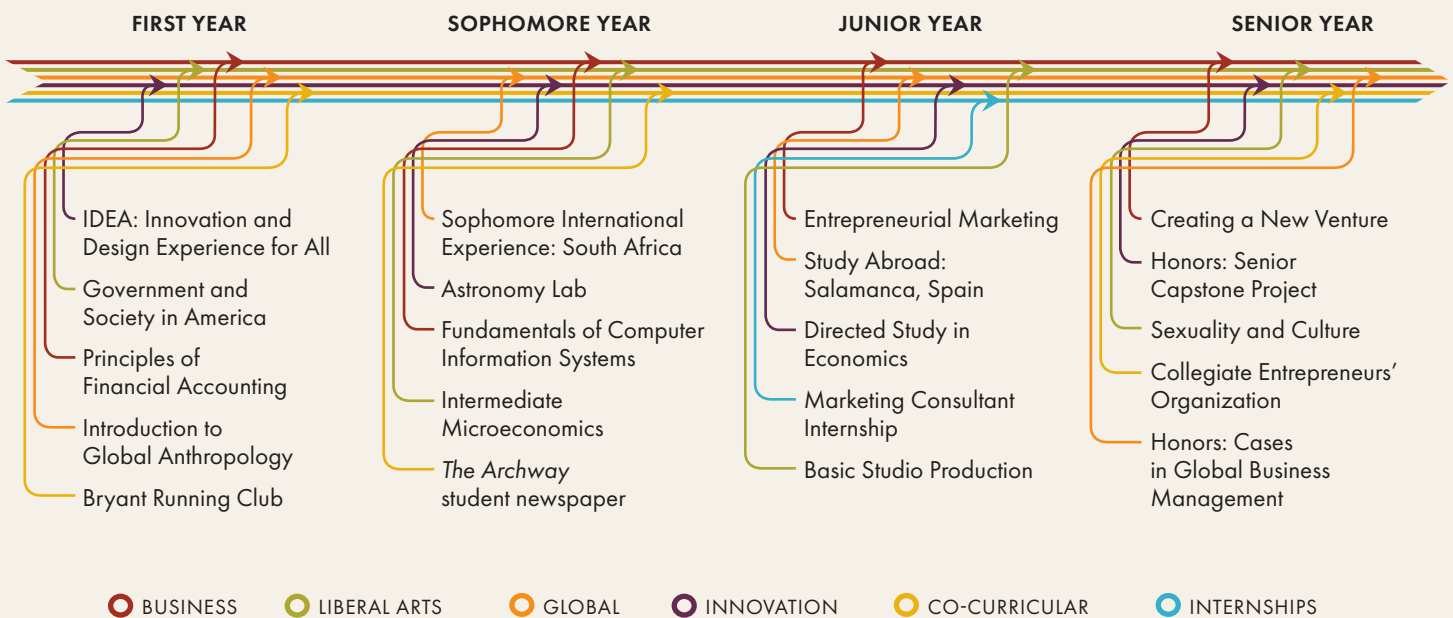 FIRST YEAR
SOPHOMORE YEAR
JUNIOR YEAR
SENIOR YEAR
IDEA: Innovation and
Design Experience for All
Government and
Society in America
Principles of
Financial Accounting
Introduction to
Global Anthropology
Bryant Running Club
Sophomore International
Experience: South Africa
Astronomy Lab
Fundamentals of Computer
Information Systems
Intermediate
Microeconomics
The Archway
student newspaper
Entrepreneurial Marketing
Study Abroad:
Salamanca, Spain
Directed Study in
Economics
Marketing Consultant
Internship
Basic Studio Production
Creating a New Venture
Honors: Senior
Capstone Project
Sexuality and Culture
Collegiate Entrepreneurs’
Organization
Honors: Cases
in Global Business
Management
BUSINESS
LIBERAL ARTS
GLOBAL
INNOVATION
CO-CURRICULAR
INTERNSHIPS